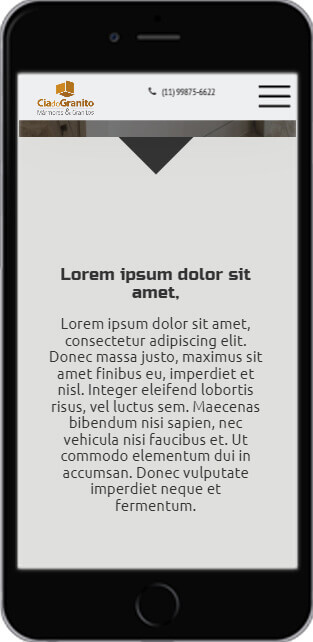 CiadoGranito
Mármores & Granitos
(11) 99875-6622
Lorem ipsum dolor sit
amet,
Lorem ipsum dolor sit amet,
consectetur adipiscing elit.
Donec massa justo, maximus sit
amet finibus eu, imperdiet et
nisl. Integer eleifend lobortis
risus, vel luctus sem. Maecenas
bibendum nisi sapien, nec
vehicula nisi faucibus et. Ut
commodo elementum dui in
accumsan. Donec vulputate
imperdiet neque et
fermentum.